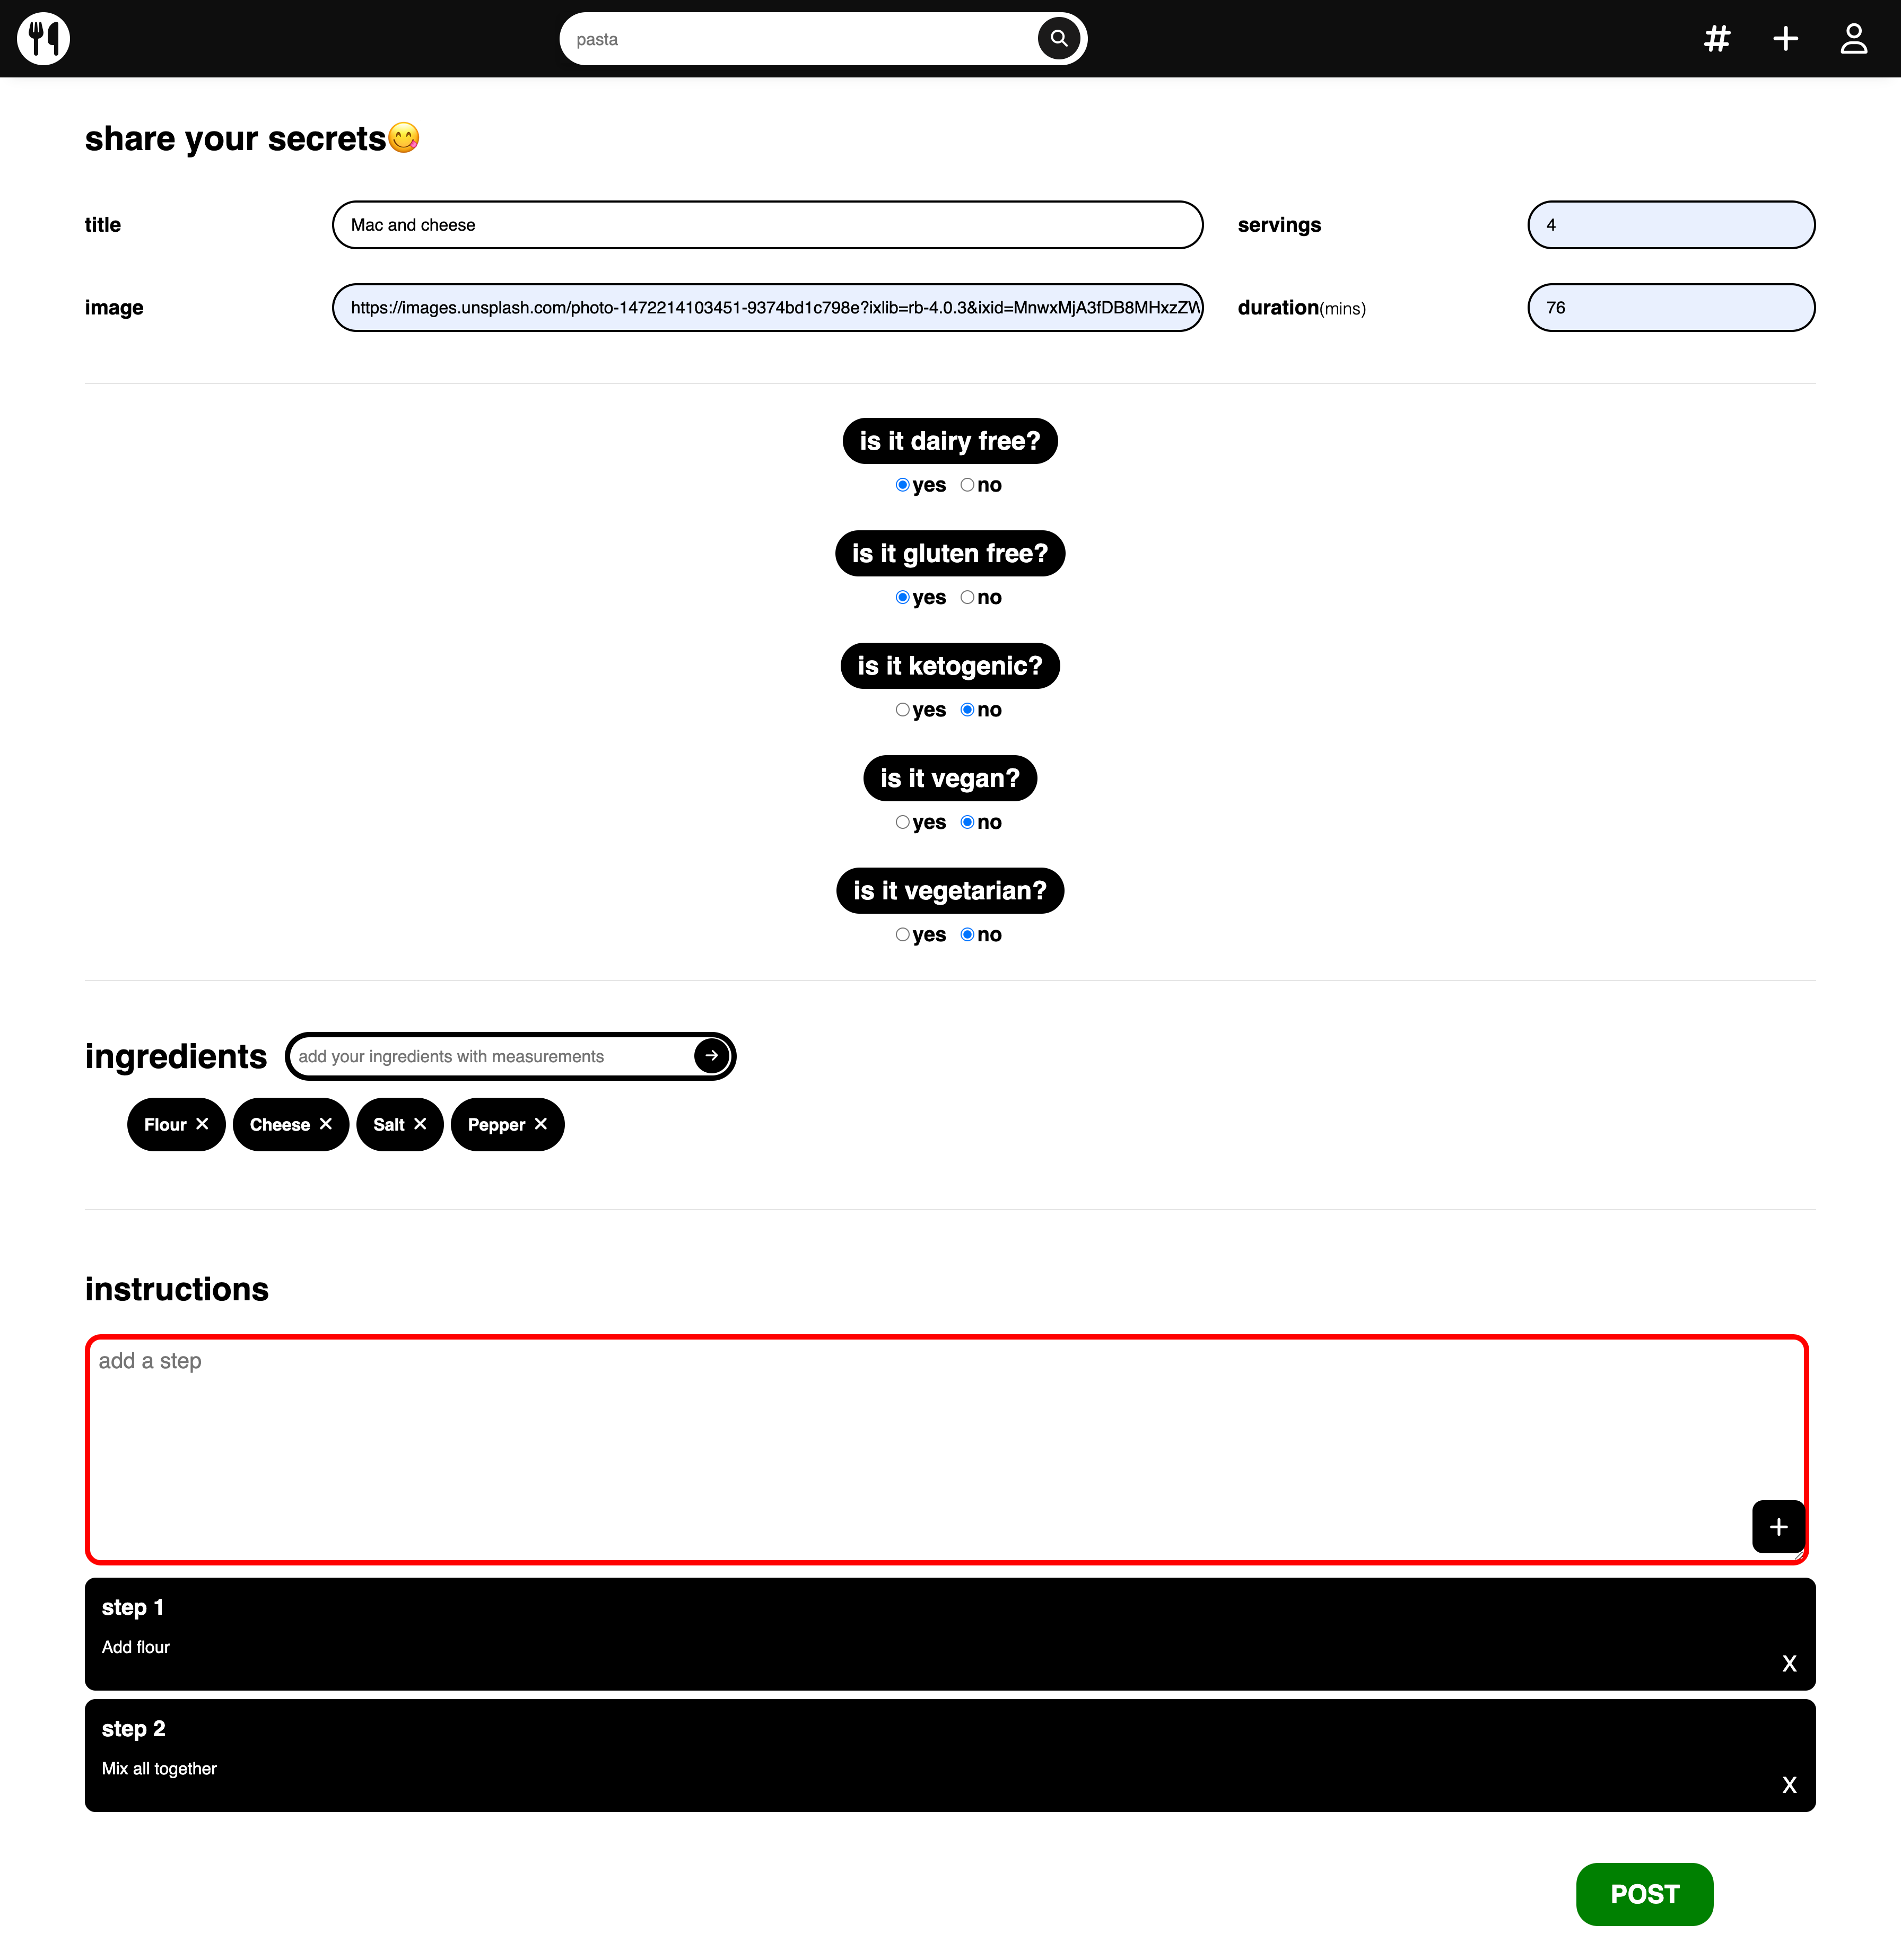 pasta
share your secrets😋
title
Mac and cheese
servings
4
image
https://images.unsplash.com/photo-1472214103451-9374bd1c798e?ixlib=rb-4.0.3&ixid=MnwxMjA3fDB8MHxzZW
duration(mins)
76
is it dairy free?
yes no
is it gluten free?
yes no
is it ketogenic?
yes no
is it vegan?
yes no
is it vegetarian?
yes no
ingredients
add your ingredients with measurements
Flour
Cheese
Salt
Pepper
instructions
add a step
step 1
Add flour
X
step 2
Mix all together
X
POST